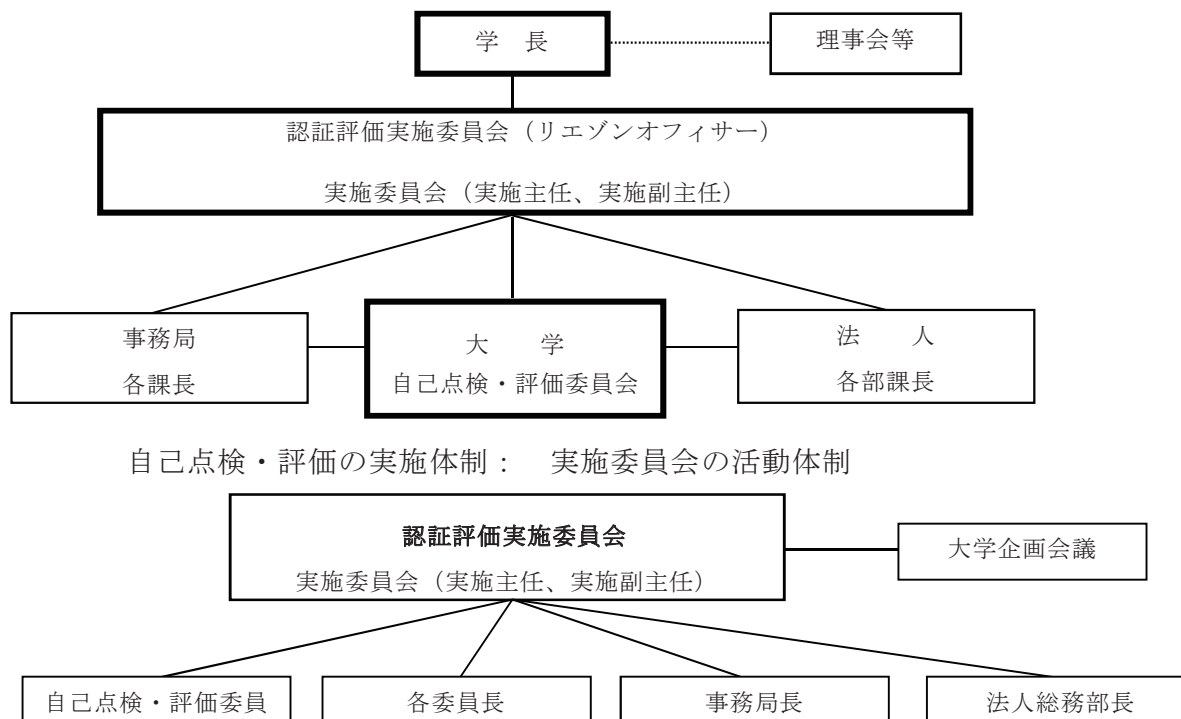 学　長
理事会等
認証評価実施委員会（リエゾンオフィサー）
実施委員会（実施主任、実施副主任）
事務局
各課長
大　　学
自己点検・評価委員会
法　　人
各部課長
自己点検・評価の実施体制：　実施委員会の活動体制
認証評価実施委員会
実施委員会（実施主任、実施副主任）
大学企画会議
自己点検・評価委員
各委員長
事務局長
法人総務部長